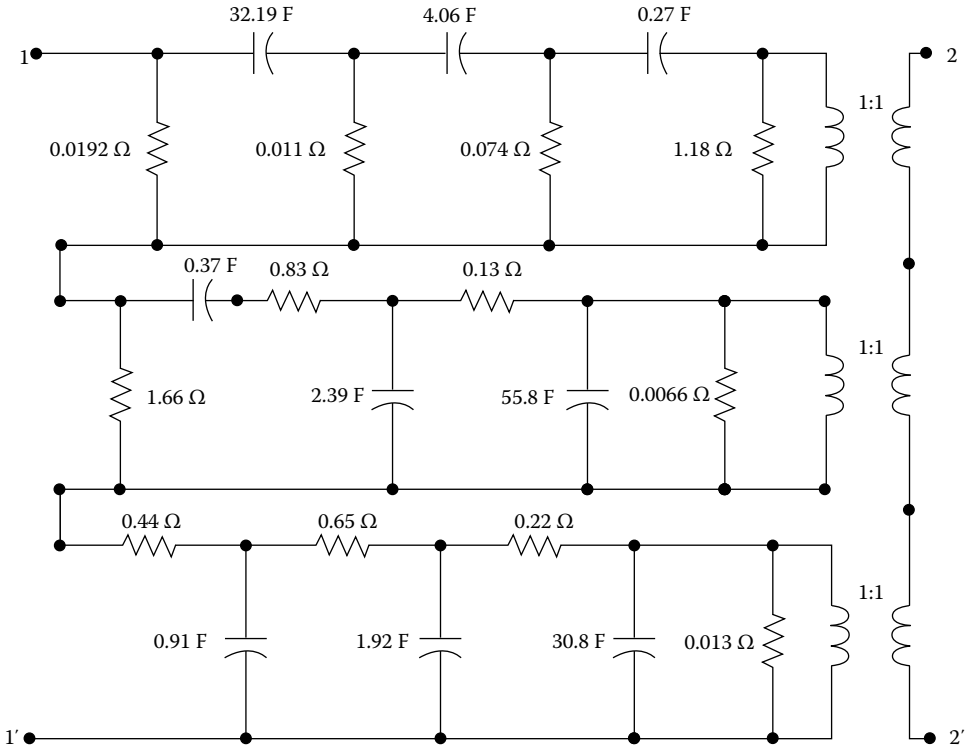 32.19 F 4.06 F 0.27 F
1 2
1:1
0.0192 Ω 0.011 Ω 0.074 Ω 1.18 Ω
0.37 F 0.83 Ω 0.13 Ω
1:1
1.66 Ω 2.39 F 55.8 F 0.0066 Ω
0.44 Ω 0.65 Ω 0.22 Ω
1:1
0.91 F 1.92 F 30.8 F 0.013 Ω
1′ 2′